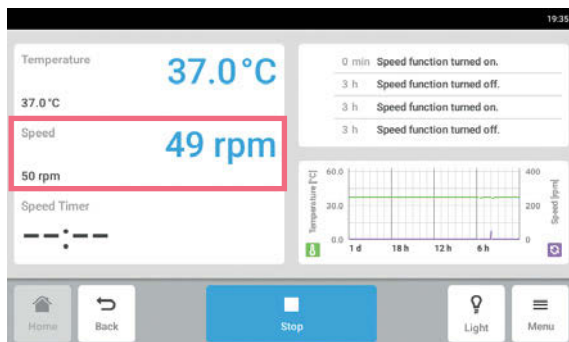 19:35
Temperature
37.0 °C
37.0 °C
Speed
49 rpm
50 rpm
Speed Timer
--:--
0 min Speed function turned on.
3 h Speed function turned off.
3 h Speed function turned on.
3 h Speed function turned off.
Temperature [°C]
60.0
30.0
0.0
400
200
0
Speed [rpm]
1 d 18 h 12 h 6 h
Home
Back
Stop
Light
Menu